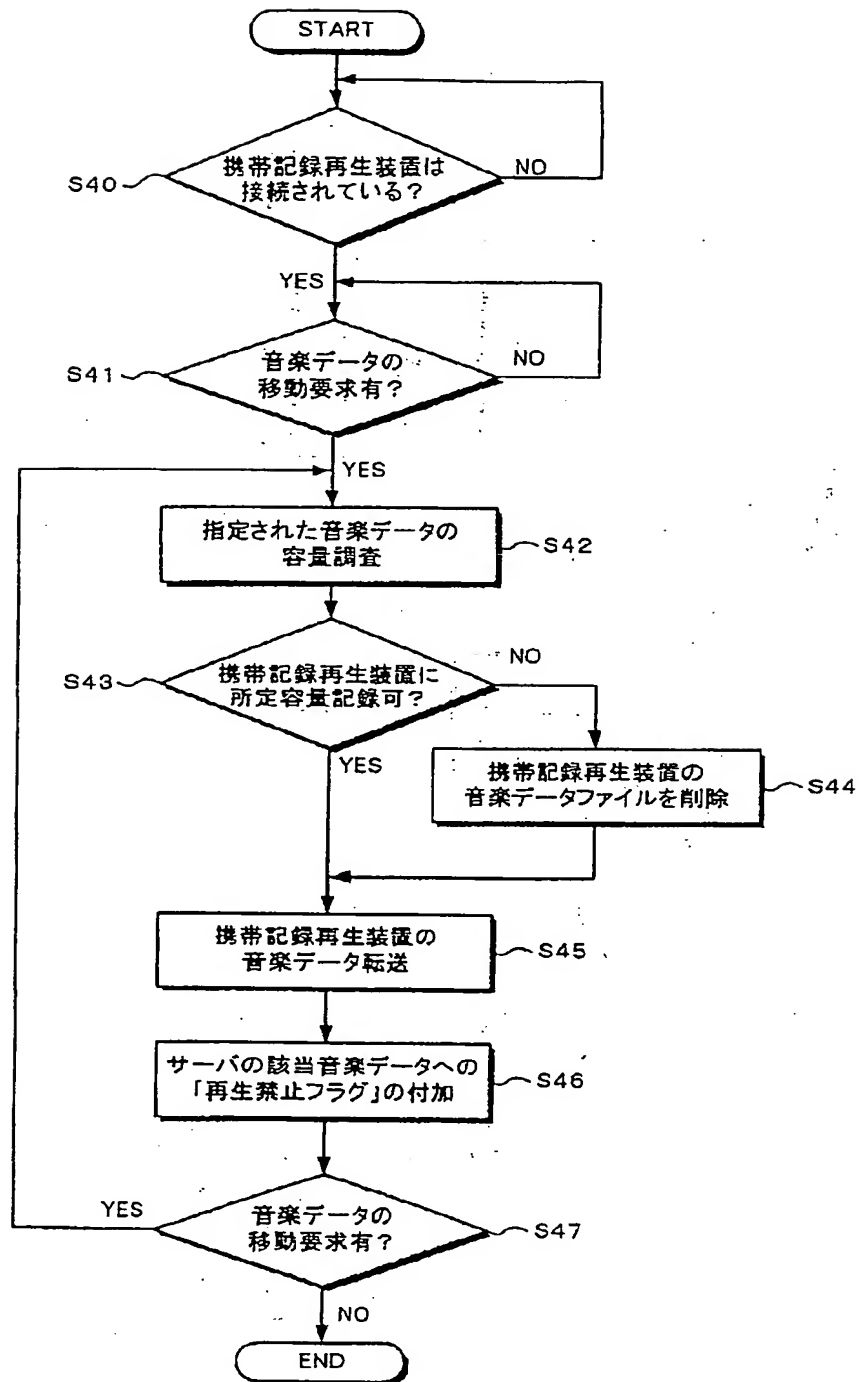 START
S40
携帯記録再生装置は
接続されている?
NO
YES
S41
音楽データの
移動要求有?
NO
YES
指定された音楽データの
容量調査
S42
S43
携帯記録再生装置に
所定容量記録可?
NO
YES
携帯記録再生装置の
音楽データファイルを削除
S44
携帯記録再生装置の
音楽データ転送
S45
サーバの該当音楽データへの
「再生禁止フラグ」の付加
S46
YES
音楽データの
移動要求有?
S47
NO
END